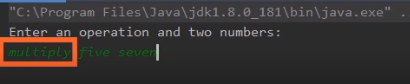 "C:\Program Files\Java\jdk1.8.0_181\bin\java.exe" .
Enter an operation and two numbers:
multiply five seven